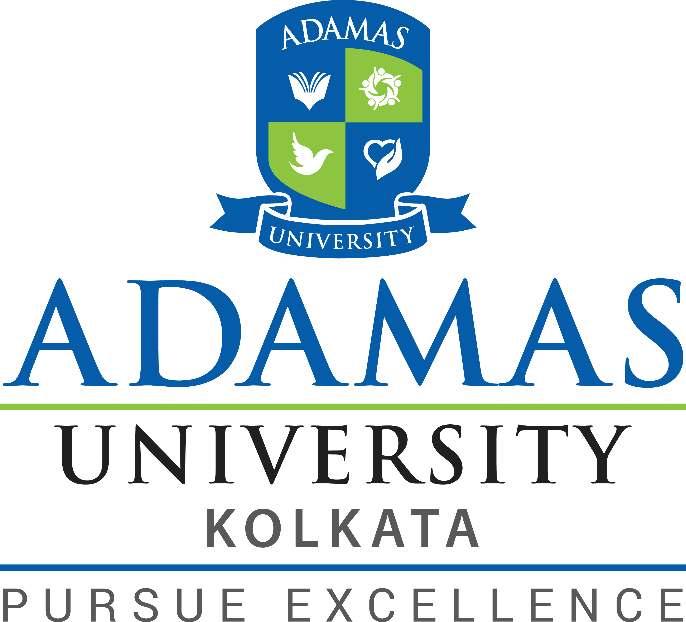 ADAMAS
UNIVERSITY
ADAMAS
UNIVERSITY
KOLKATA
PURSUE EXCELLENCE